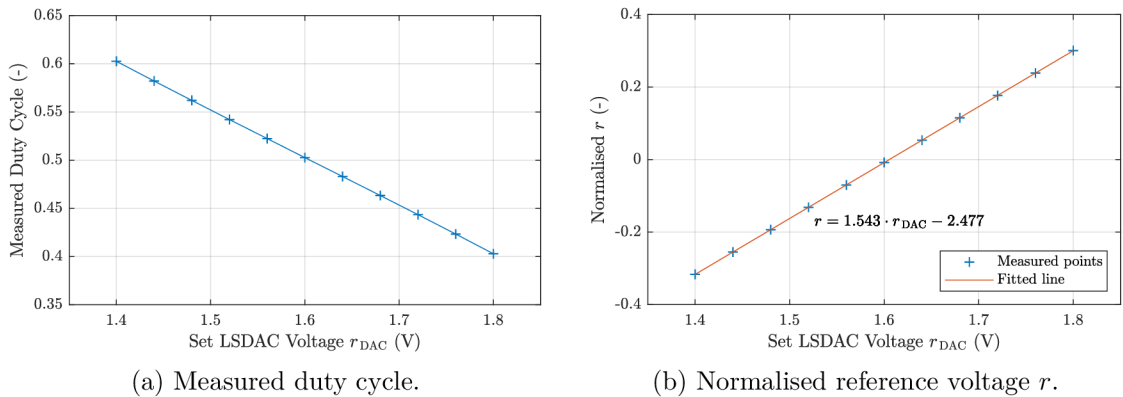 0.65
0.6
0.55
0.5
0.45
0.4
0.35
1.4 1.5 1.6 1.7 1.8
Measured Duty Cycle (-)
Set LSDAC Voltage r_DAC (V)
(a) Measured duty cycle.
0.4
0.2
0
-0.2
-0.4
1.4 1.5 1.6 1.7 1.8
Normalised r (-)
r = 1.543 · r_DAC − 2.477
Measured points
Fitted line
Set LSDAC Voltage r_DAC (V)
(b) Normalised reference voltage r.